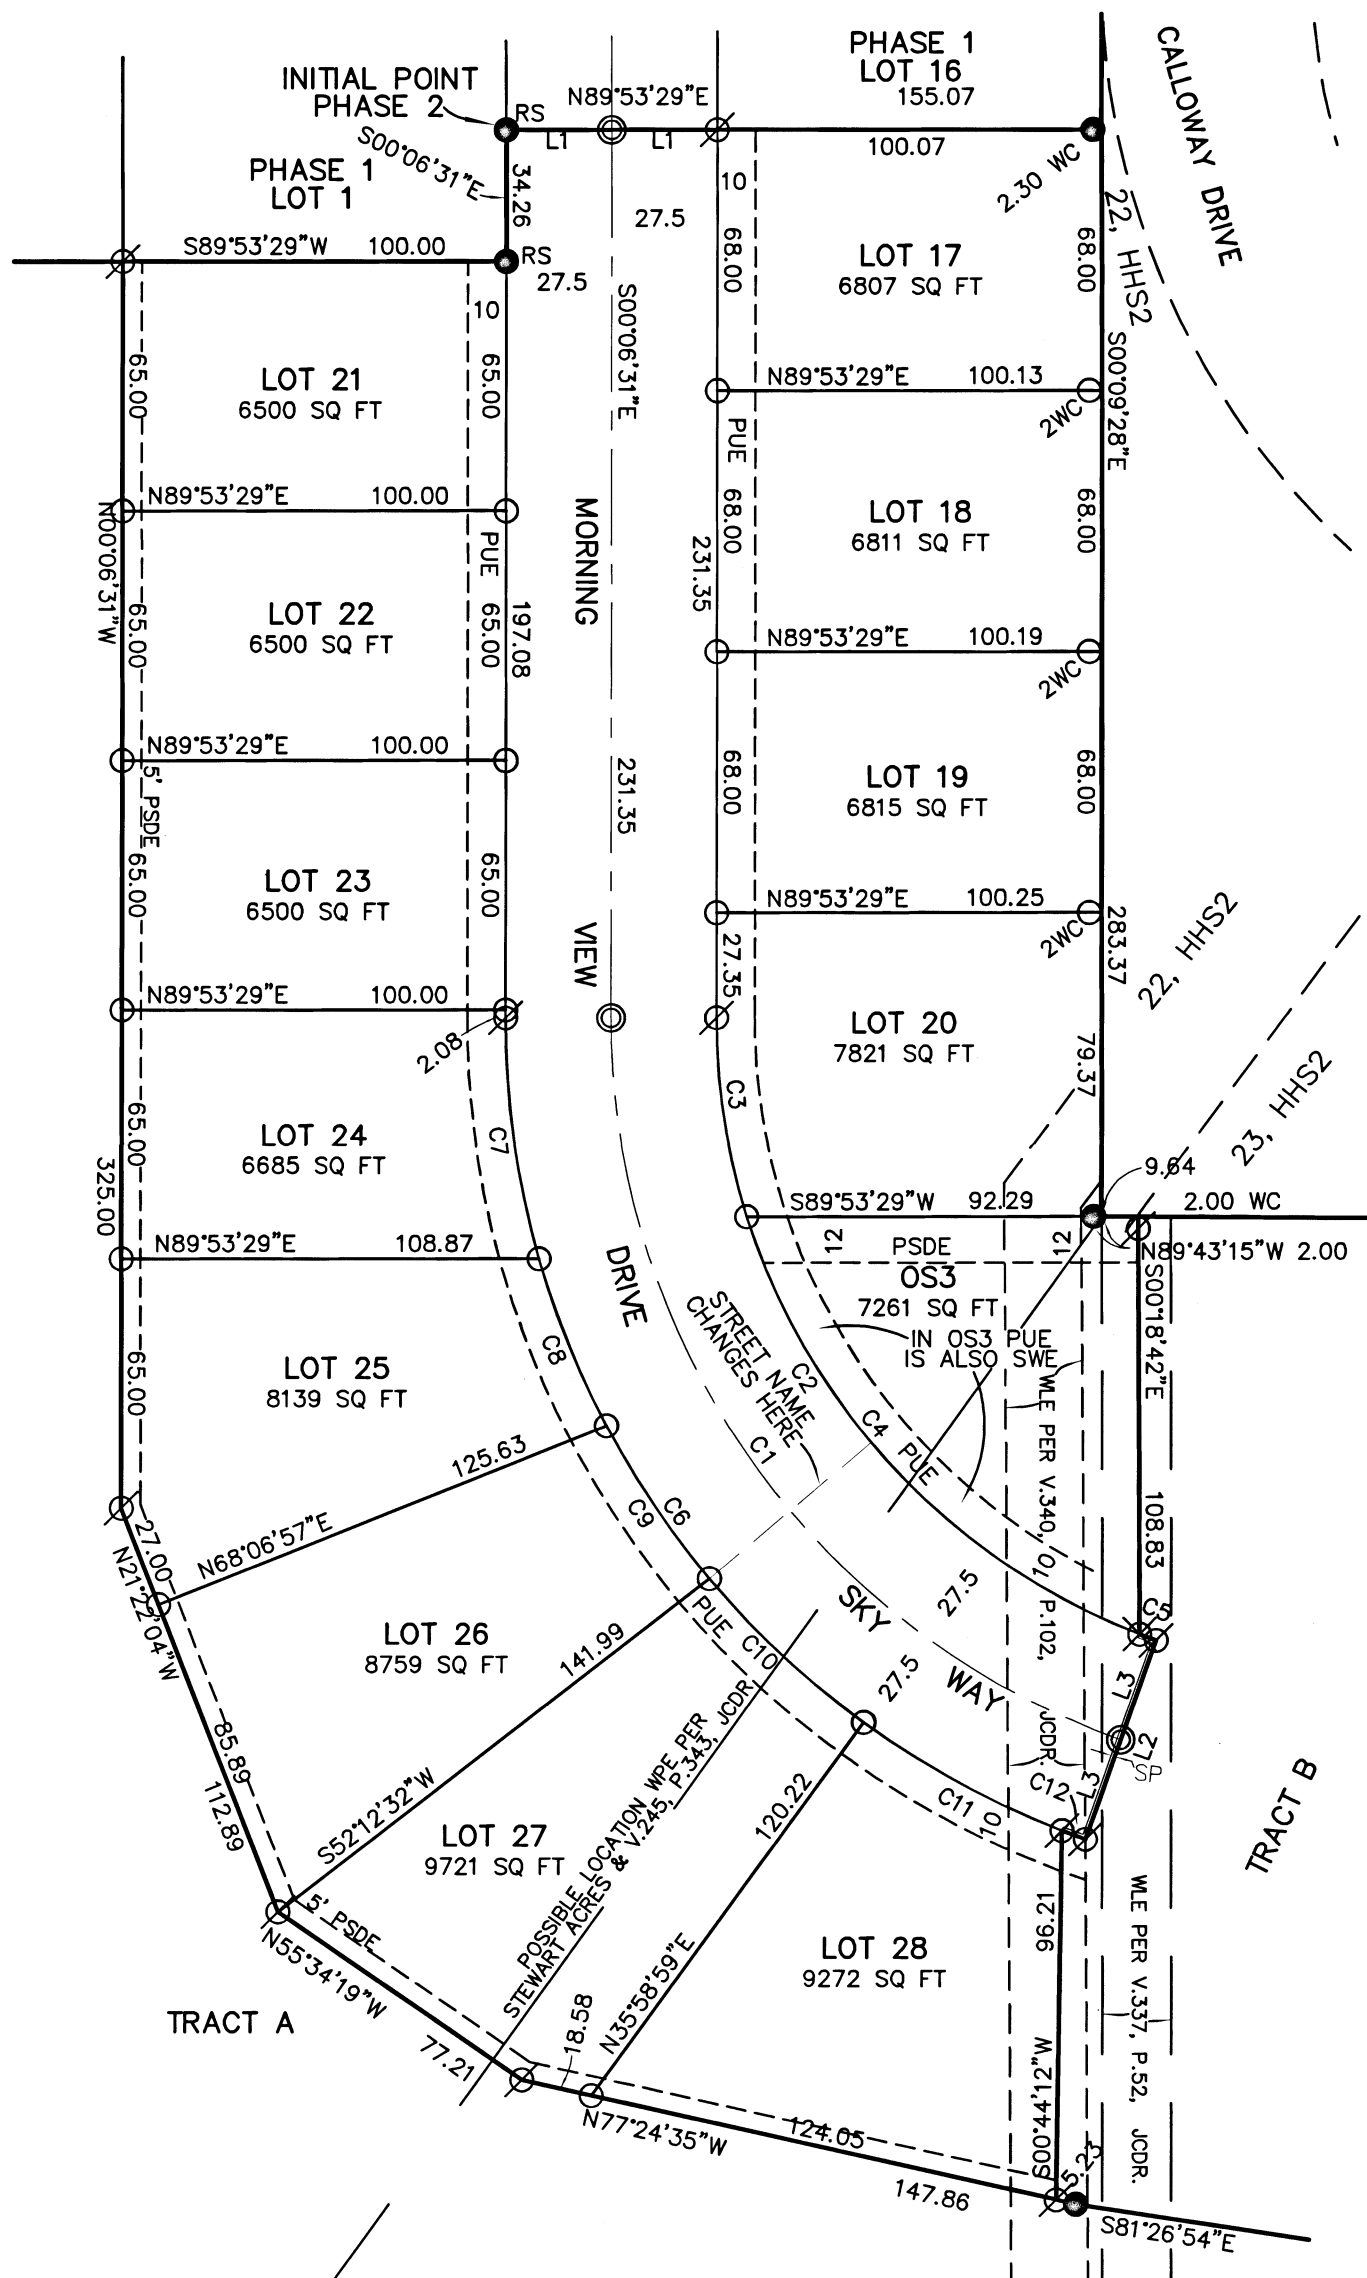 PHASE 1
LOT 16
155.07
CALLOWAY DRIVE
INITIAL POINT
PHASE 2
RS
N89°53'29"E
L1
L1
100.07
2.30 WC
S00°06'31"E
34.26
PHASE 1
LOT 1
10
27.5
68.00
LOT 17
6807 SQ FT
68.00
22, HHS2
S89°53'29"W
100.00
RS
27.5
10
S00°06'31"E
S00°09'28"E
65.00
LOT 21
6500 SQ FT
65.00
N89°53'29"E
100.13
2WC
PUE
N89°53'29"E
100.00
N00°06'31"W
PUE
MORNING
68.00
231.35
LOT 18
6811 SQ FT
68.00
65.00
LOT 22
6500 SQ FT
65.00
197.08
N89°53'29"E
100.19
2WC
N89°53'29"E
100.00
5' PSDE
231.35
68.00
LOT 19
6815 SQ FT
68.00
65.00
LOT 23
6500 SQ FT
65.00
VIEW
N89°53'29"E
100.25
2WC
27.35
283.37
22, HHS2
N89°53'29"E
100.00
2.08
LOT 20
7821 SQ FT
79.37
23, HHS2
C3
65.00
325.00
LOT 24
6685 SQ FT
C7
9.64
S89°53'29"W
92.29
2.00 WC
12
PSDE
12
N89°43'15"W 2.00
N89°53'29"E
108.87
DRIVE
OS3
7261 SQ FT
S00°18'42"E
STREET NAME
CHANGES HERE
IN OS3 PUE
IS ALSO SWE
65.00
LOT 25
8139 SQ FT
C8
C2
C1
C4
PUE
WLE PER V.340, P.102, JCDR.
10
108.83
125.63
N68°06'57"E
27.00
N21°22'04"W
C9
C6
SKY
27.5
C5
LOT 26
8759 SQ FT
141.99
PUE
C10
27.5
WAY
L3
L2
SP
L3
C12
C11
10
85.89
112.89
S52°12'32"W
POSSIBLE LOCATION WPE PER
STEWART ACRES & V.245, P.343, JCDR
120.22
TRACT B
LOT 27
9721 SQ FT
5' PSDE
N55°34'19"W
77.21
TRACT A
18.58
N35°58'59"E
LOT 28
9272 SQ FT
96.21
S00°44'12"W
WLE PER V.337, P.52, JCDR.
N77°24'35"W
124.05
147.86
5.23
S81°26'54"E